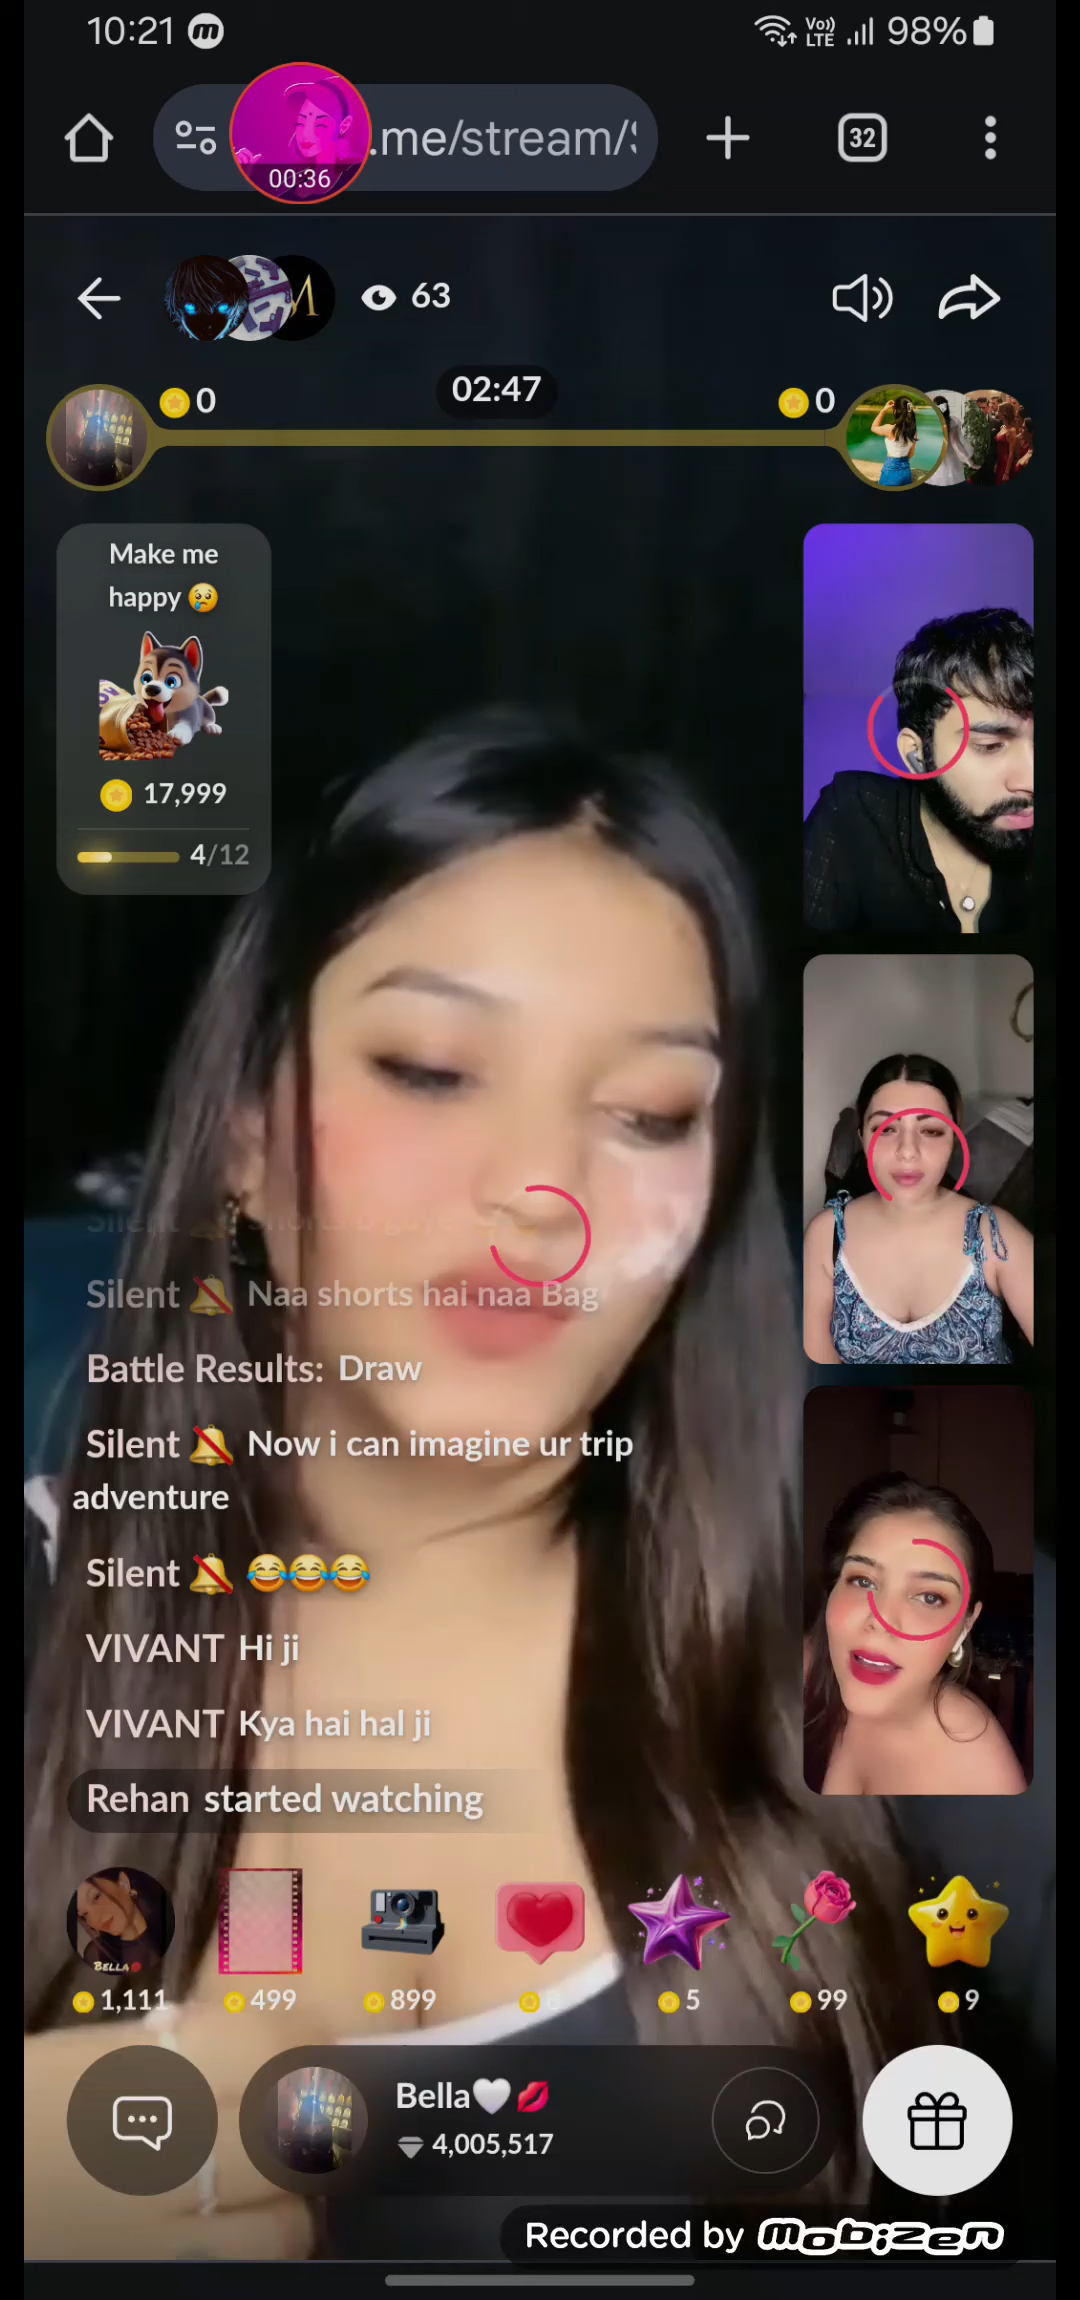 10:21
Vo))
LTE
98%
.me/stream/
32
00:36
63
0
02:47
0
Make me
happy 😢
17,999
4/12
Silent 🔕 Naa shorts hai naa Bag
Battle Results: Draw
Silent 🔕 Now i can imagine ur trip
adventure
Silent 🔕 😂😂😂
VIVANT Hi ji
VIVANT Kya hai hal ji
Rehan started watching
BELLA
1,111
499
899
5
99
9
Bella🤍💋
4,005,517
Recorded by mobizen